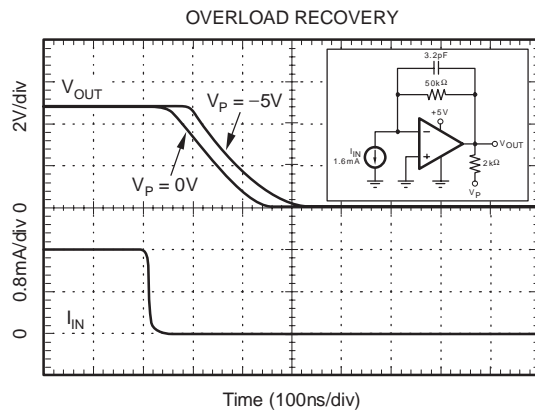 OVERLOAD RECOVERY
2V/div
0
0.8mA/div
0
V_OUT
V_P = −5V
V_P = 0V
I_IN
3.2pF
50kΩ
+5V
−
+
I_IN
1.6mA
V_OUT
2kΩ
V_P
Time (100ns/div)